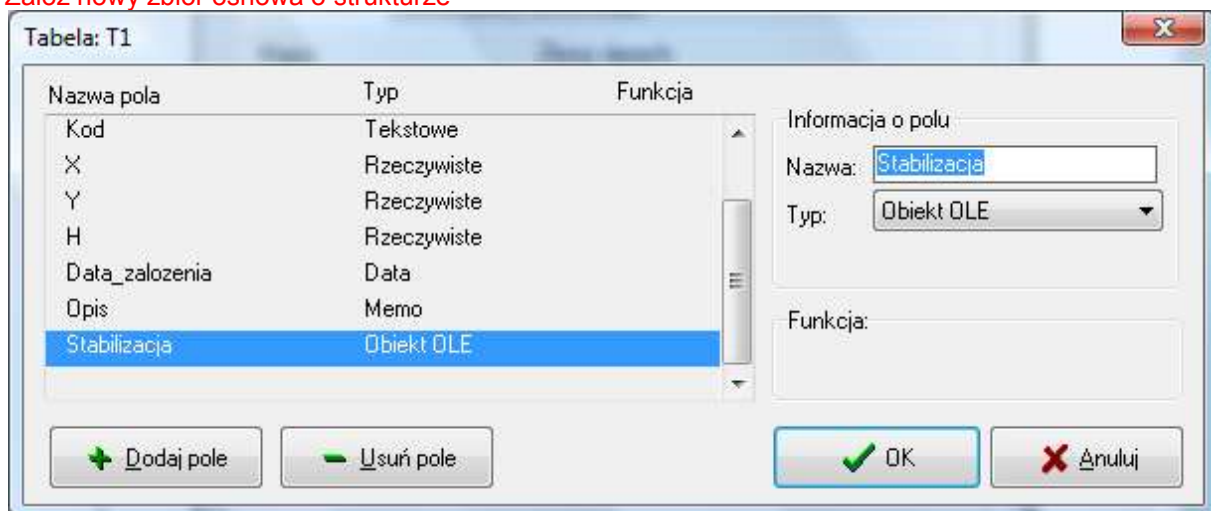 Załóż nowy zbiór osnowa o strukturze
Tabela: T1
Nazwa pola Typ Funkcja
Kod Tekstowe
X Rzeczywiste
Y Rzeczywiste
H Rzeczywiste
Data_zalozenia Data
Opis Memo
Stabilizacja Obiekt OLE
Informacja o polu
Nazwa: Stabilizacja
Typ: Obiekt OLE
Funkcja:
Dodaj pole Usuń pole OK Anuluj